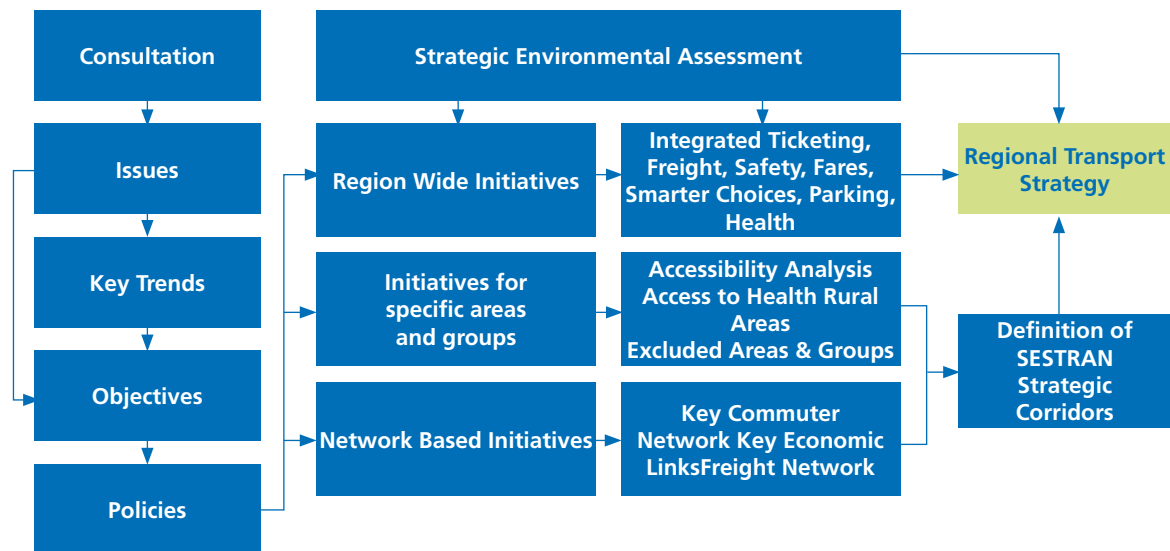 Consultation
Issues
Key Trends
Objectives
Policies
Strategic Environmental Assessment
Region Wide Initiatives
Integrated Ticketing,
Freight, Safety, Fares,
Smarter Choices, Parking,
Health
Initiatives for
specific areas
and groups
Accessibility Analysis
Access to Health Rural
Areas
Excluded Areas & Groups
Network Based Initiatives
Key Commuter
Network Key Economic
LinksFreight Network
Regional Transport
Strategy
Definition of
SESTRAN
Strategic
Corridors